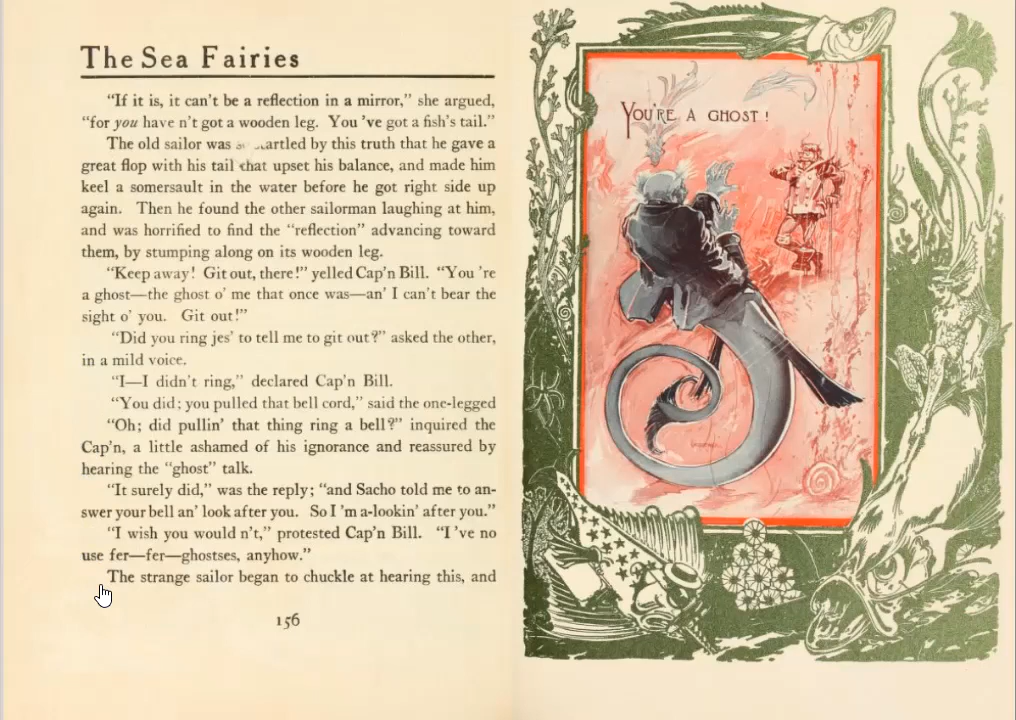 The Sea Fairies
“If it is, it can’t be a reflection in a mirror,” she argued,
“for you have n’t got a wooden leg. You ’ve got a fish’s tail.”
The old sailor was artled by this truth that he gave a
great flop with his tail that upset his balance, and made him
keel a somersault in the water before he got right side up
again. Then he found the other sailorman laughing at him,
and was horrified to find the “reflection” advancing toward
them, by stumping along on its wooden leg.
“Keep away! Git out, there!” yelled Cap’n Bill. “You ’re
a ghost—the ghost o’ me that once was—an’ I can’t bear the
sight o’ you. Git out!”
“Did you ring jes’ to tell me to git out?” asked the other,
in a mild voice.
“I—I didn’t ring,” declared Cap’n Bill.
“You did; you pulled that bell cord,” said the one-legged
“Oh; did pullin’ that thing ring a bell?” inquired the
Cap’n, a little ashamed of his ignorance and reassured by
hearing the “ghost” talk.
“It surely did,” was the reply; “and Sacho told me to an-
swer your bell an’ look after you. So I ’m a-lookin’ after you.”
“I wish you would n’t,” protested Cap’n Bill. “I ’ve no
use fer—fer—ghostses, anyhow.”
The strange sailor began to chuckle at hearing this, and
156
YOU’RE A GHOST!